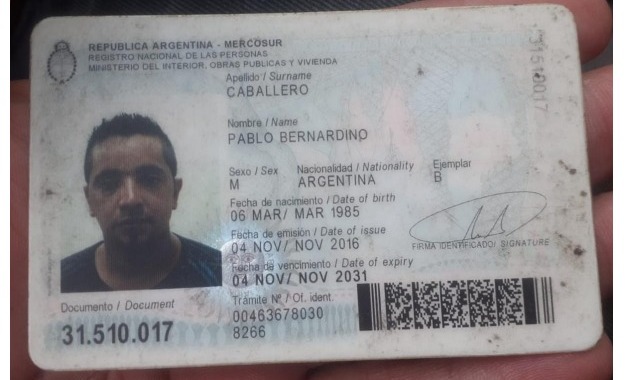 REPUBLICA ARGENTINA - MERCOSUR
REGISTRO NACIONAL DE LAS PERSONAS
MINISTERIO DEL INTERIOR, OBRAS PUBLICAS Y VIVIENDA
Apellido / Surname
CABALLERO
Nombre / Name
PABLO BERNARDINO
Sexo / Sex Nacionalidad / Nationality Ejemplar
M ARGENTINA B
Fecha de nacimiento / Date of birth
06 MAR/ MAR 1985
Fecha de emisión / Date of issue
04 NOV/ NOV 2016
FIRMA IDENTIFICADO/ SIGNATURE
Fecha de vencimiento / Date of expiry
04 NOV/ NOV 2031
Documento / Document
31.510.017
Trámite Nº / Of. ident.
00463678030
8266
31510017